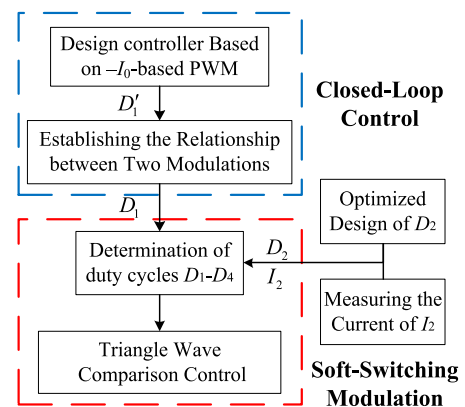 Design controller Based
on –I0-based PWM
D1′
Closed-Loop
Control
Establishing the Relationship
between Two Modulations
D1
Optimized
Design of D2
Determination of
duty cycles D1-D4
D2
I2
Measuring the
Current of I2
Triangle Wave
Comparison Control
Soft-Switching
Modulation